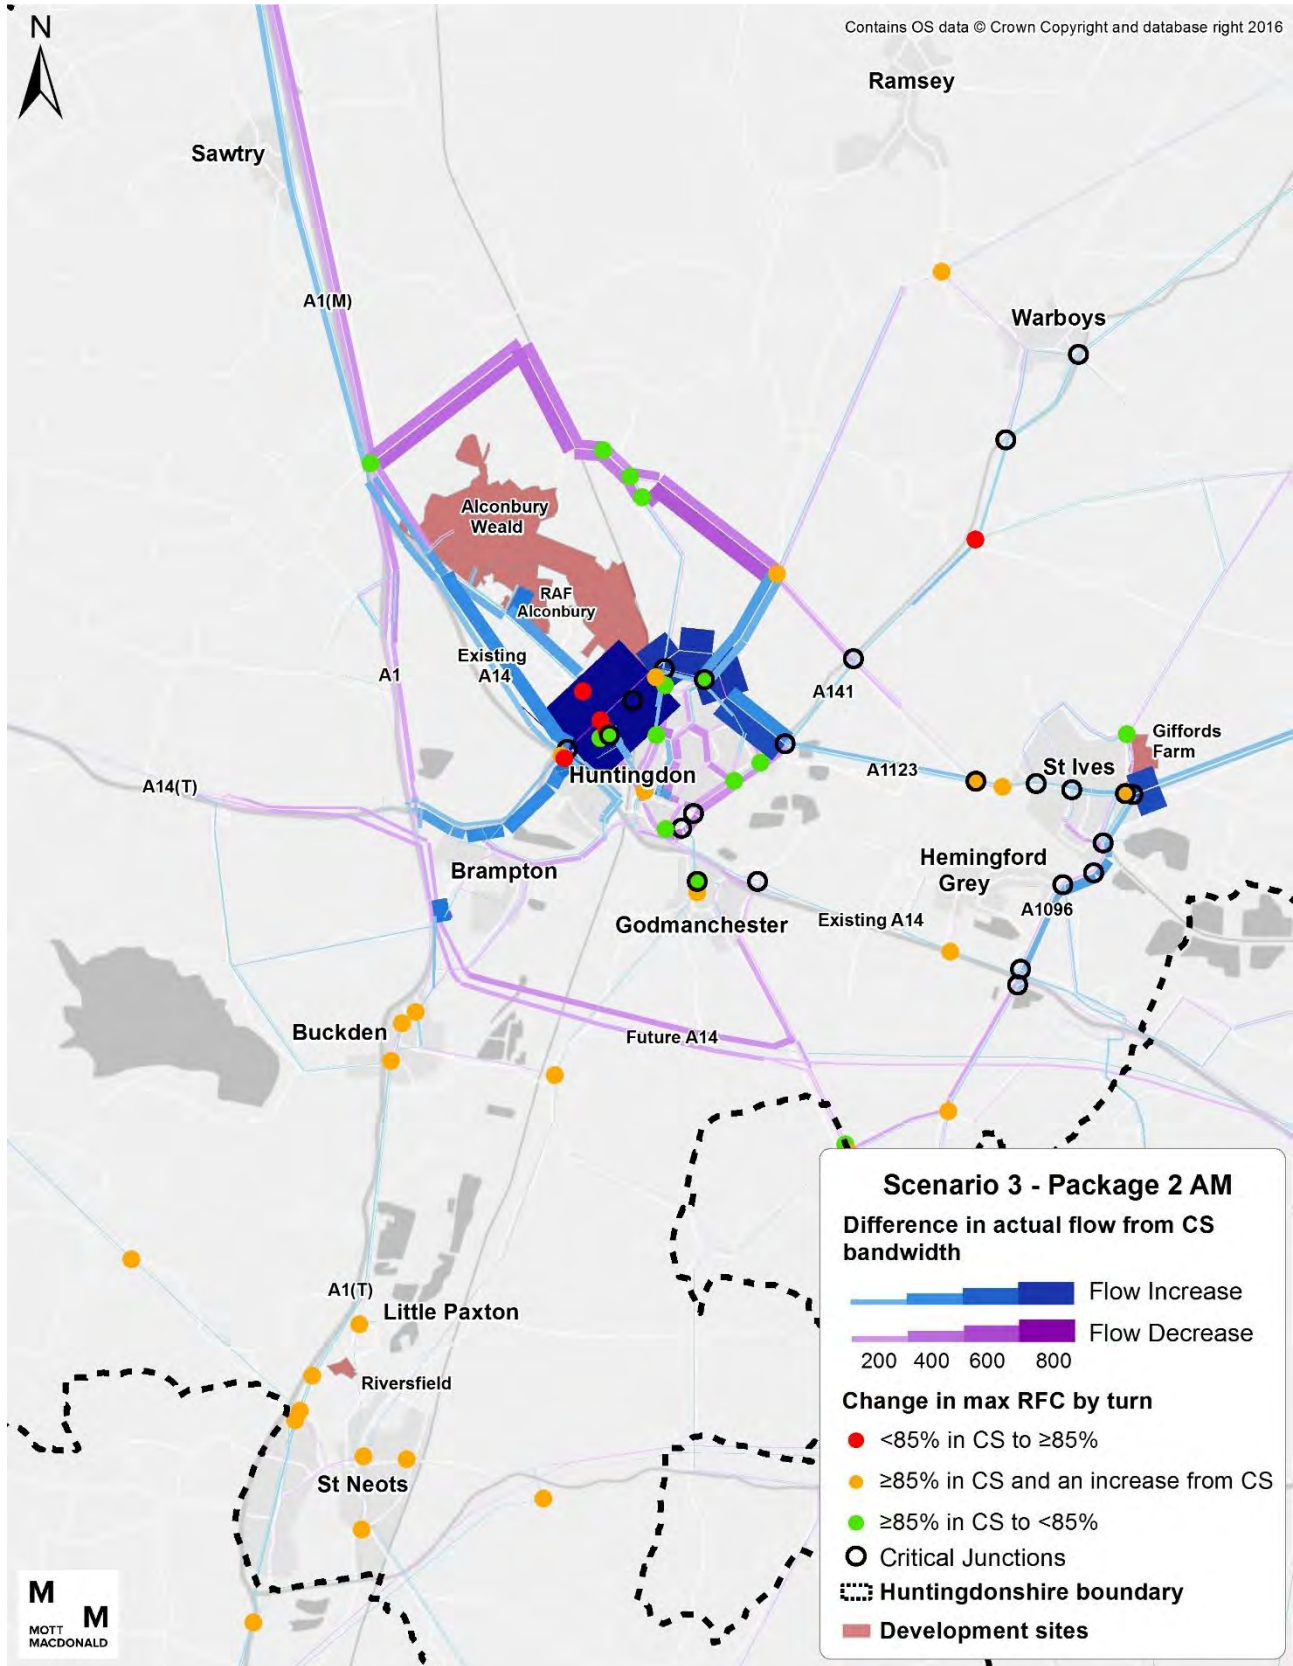 N
Contains OS data © Crown Copyright and database right 2016
Ramsey
Sawtry
A1(M)
Warboys
Alconbury
Weald
RAF
Alconbury
Existing
A14
A1
A141
Giffords
Farm
St Ives
A1123
Huntingdon
A14(T)
Brampton
Hemingford
Grey
A1096
Godmanchester
Existing A14
Buckden
Future A14
A1(T)
Little Paxton
Riversfield
St Neots
Scenario 3 - Package 2 AM
Difference in actual flow from CS
bandwidth
Flow Increase
Flow Decrease
200 400 600 800
Change in max RFC by turn
<85% in CS to ≥85%
≥85% in CS and an increase from CS
≥85% in CS to <85%
Critical Junctions
Huntingdonshire boundary
Development sites
M
M
MOTT
MACDONALD